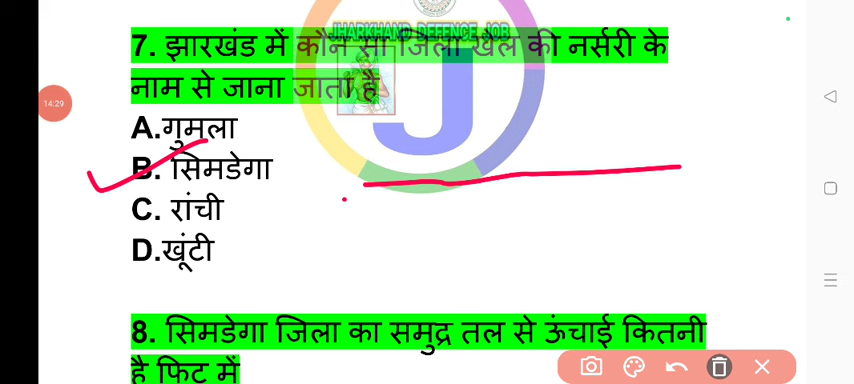 JHARKHAND DEFENCE JOB
7. झारखंड में कौन सा जिला खेल की नर्सरी के
नाम से जाना जाता है
14:29
A.गुमला
B. सिमडेगा
C. रांची
D.खूंटी
J
8. सिमडेगा जिला का समुद्र तल से ऊंचाई कितनी
है फिट में